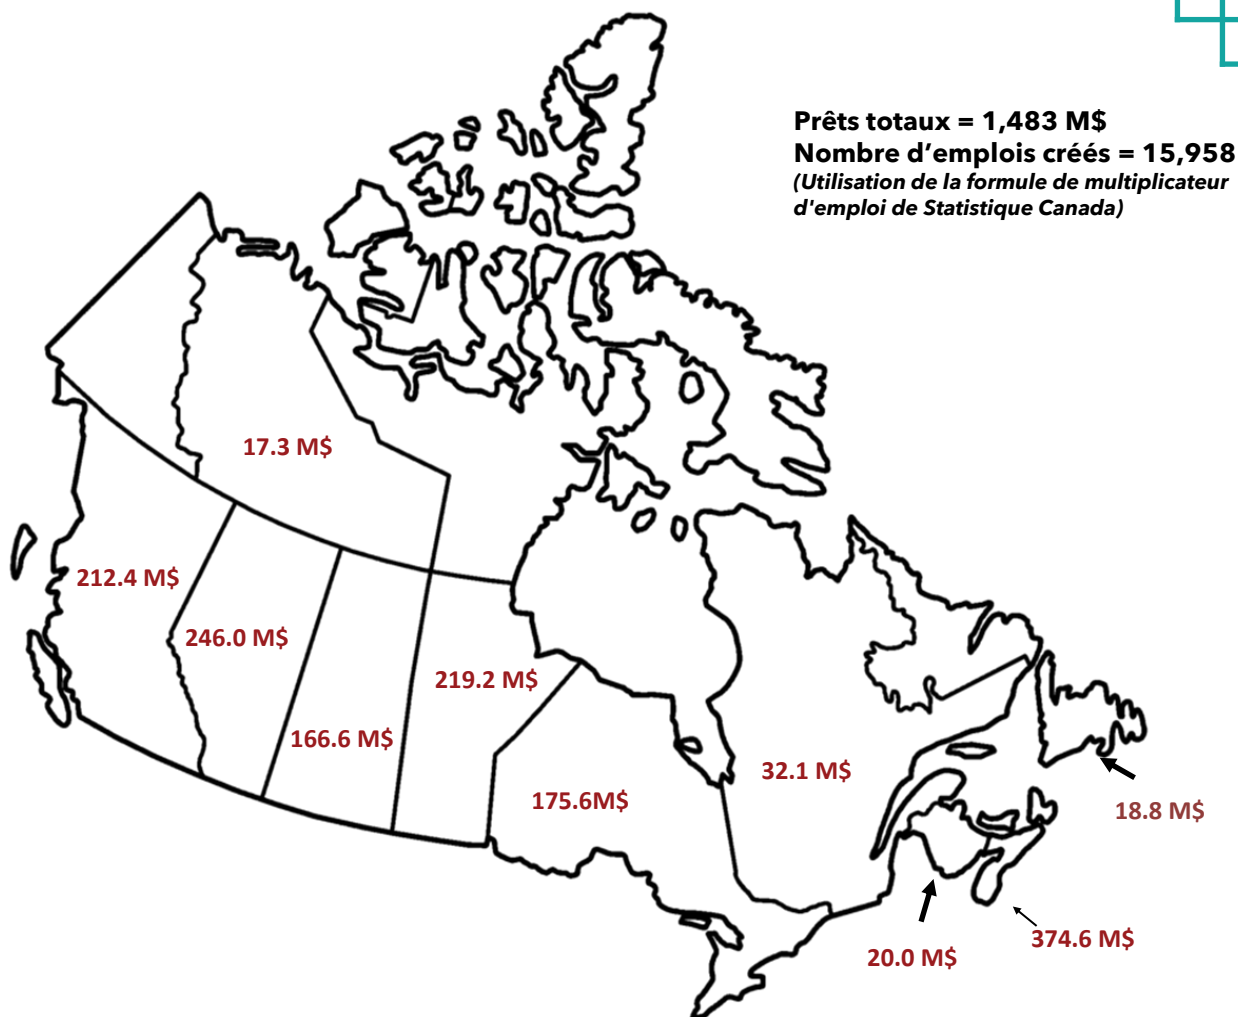 Prêts totaux = 1,483 M$
Nombre d’emplois créés = 15,958
(Utilisation de la formule de multiplicateur
d'emploi de Statistique Canada)
17.3 M$
212.4 M$
246.0 M$
219.2 M$
166.6 M$
32.1 M$
175.6M$
18.8 M$
374.6 M$
20.0 M$